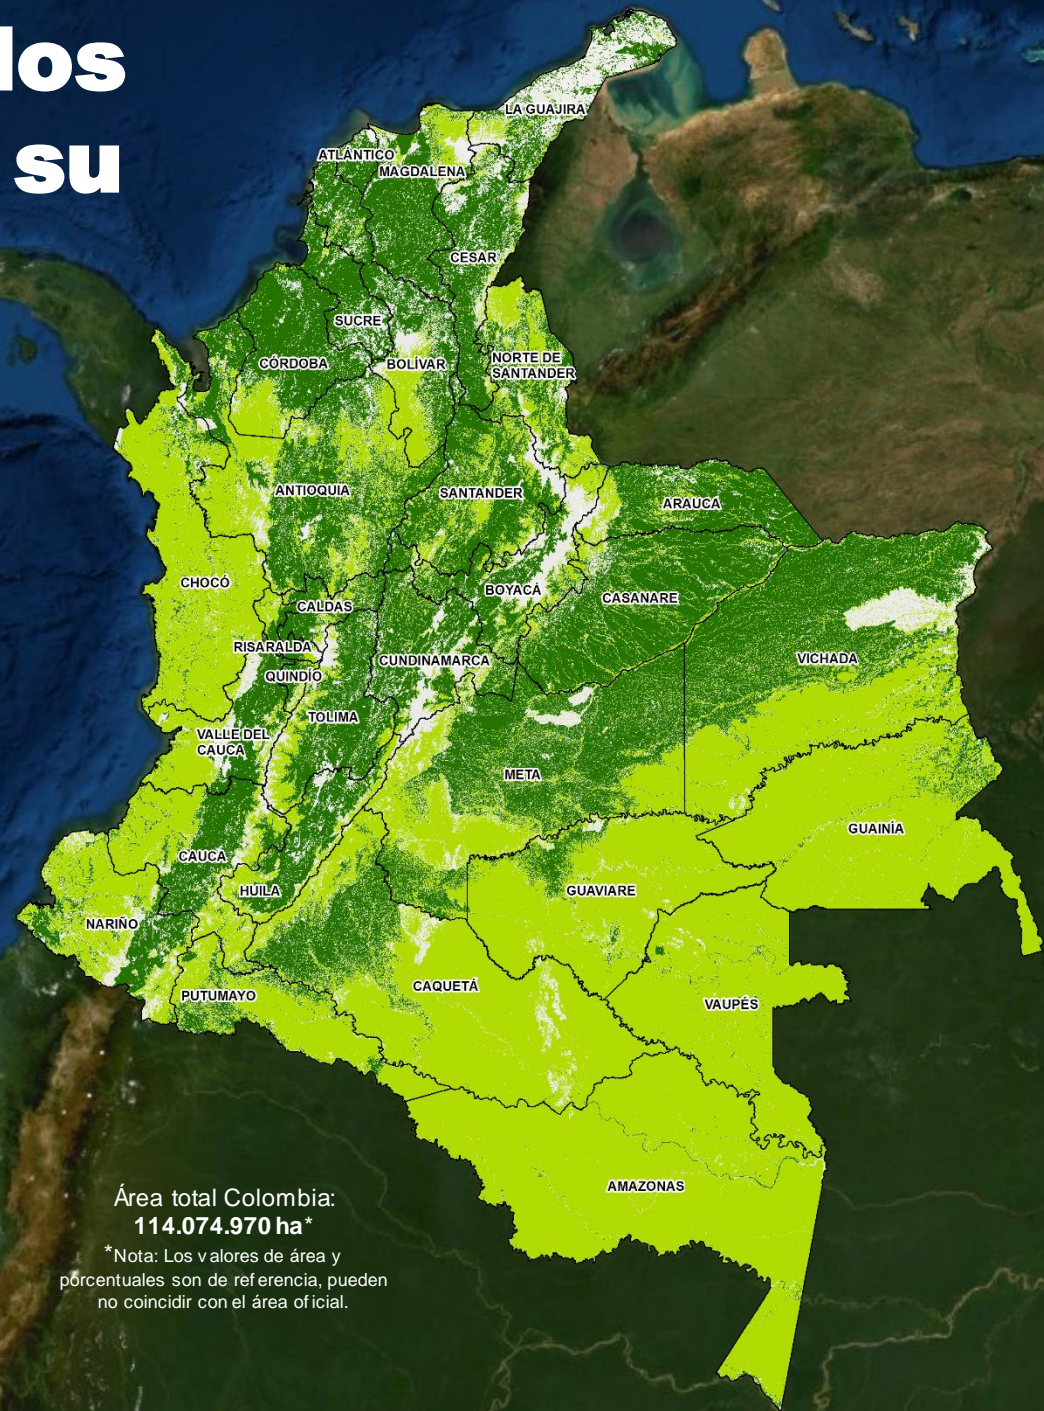 los
su
LA GUAJIRA
ATLÁNTICO
MAGDALENA
CESAR
SUCRE
CÓRDOBA
BOLÍVAR
NORTE DE
SANTANDER
ANTIOQUIA
SANTANDER
ARAUCA
CHOCÓ
BOYACÁ
CASANARE
CALDAS
RISARALDA
CUNDINAMARCA
VICHADA
QUINDÍO
TOLIMA
VALLE DEL
CAUCA
META
GUAINÍA
CAUCA
HUILA
GUAVIARE
NARIÑO
CAQUETÁ
PUTUMAYO
VAUPÉS
AMAZONAS
Área total Colombia:
114.074.970 ha*
*Nota: Los valores de área y
porcentuales son de referencia, pueden
no coincidir con el área oficial.